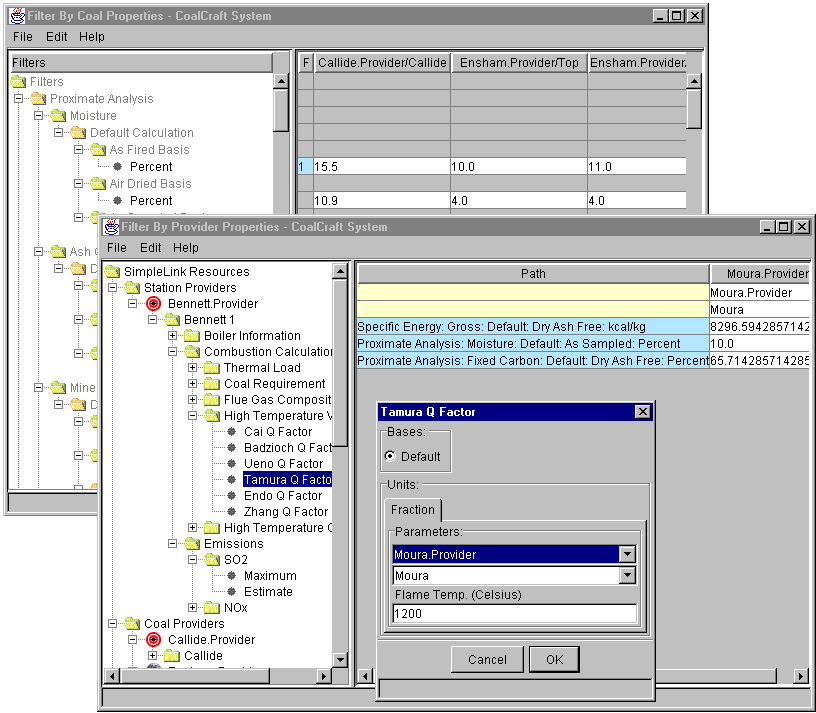 Filter By Coal Properties - CoalCraft System
File Edit Help
Filters
Filters
Proximate Analysis
Moisture
Default Calculation
As Fired Basis
Percent
Air Dried Basis
Percent
Ash
D
Mine
D
F Callide.Provider/Callide Ensham.Provider/Top Ensham.Provider
1 15.5 10.0 11.0
10.9 4.0 4.0
Filter By Provider Properties - CoalCraft System
File Edit Help
SimpleLink Resources
Station Providers
Bennett.Provider
Bennett 1
Boiler Information
Combustion Calculation
Thermal Load
Coal Requirement
Flue Gas Composit
High Temperature V
Cai Q Factor
Badzioch Q Fact
Ueno Q Factor
Tamura Q Facto
Endo Q Factor
Zhang Q Factor
High Temperature
Emissions
SO2
Maximum
Estimate
NOx
Coal Providers
Callide.Provider
Callide
Path Moura.Provider
Moura.Provider
Moura
Specific Energy: Gross: Default: Dry Ash Free: kcal/kg 8296.5942857142
Proximate Analysis: Moisture: Default: As Sampled: Percent 10.0
Proximate Analysis: Fixed Carbon: Default: Dry Ash Free: Percent 65.714285714285
Tamura Q Factor
Bases:
Default
Units:
Fraction
Parameters:
Moura.Provider
Moura
Flame Temp. (Celsius)
1200
Cancel OK